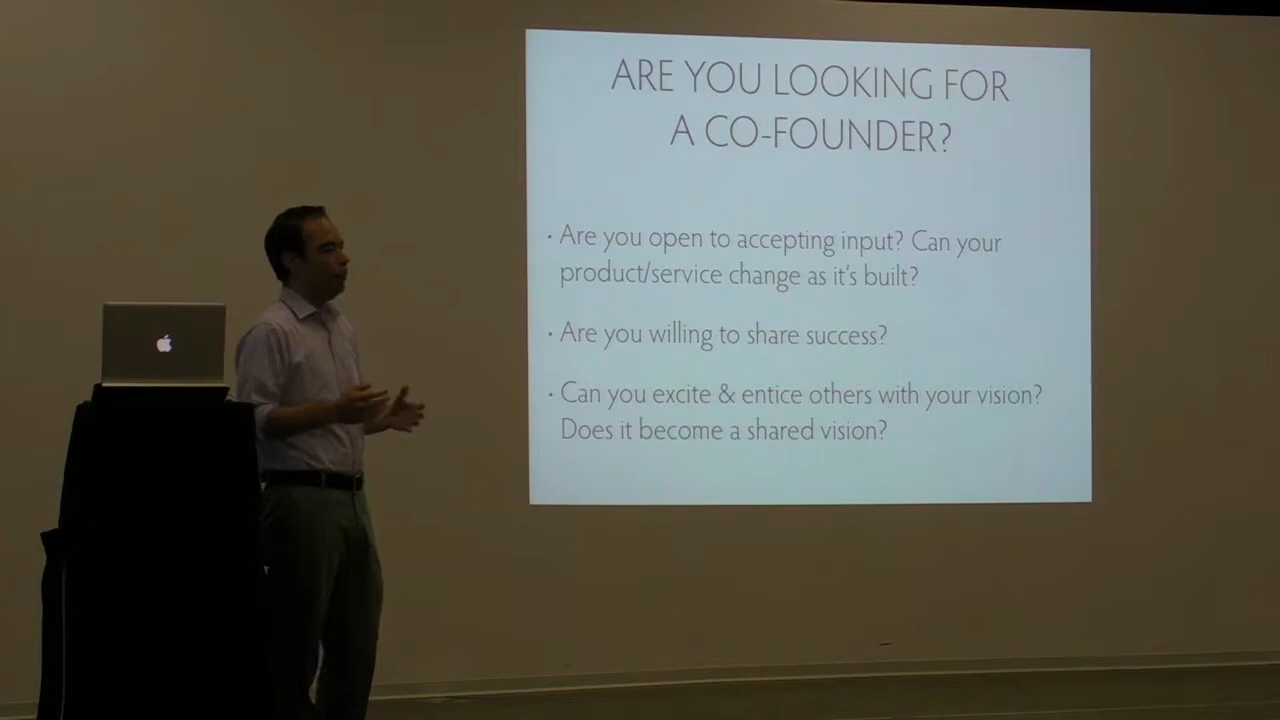 ARE YOU LOOKING FOR
A CO-FOUNDER?
· Are you open to accepting input? Can your
product/service change as it's built?
· Are you willing to share success?
· Can you excite & entice others with your vision?
Does it become a shared vision?